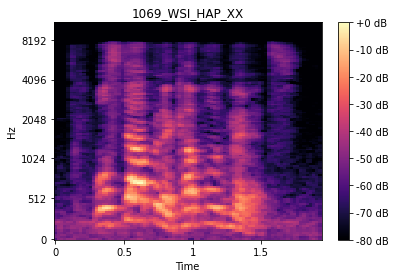 1069_WSI_HAP_XX
8192
4096
2048
1024
512
0
Hz
0
0.5
1
1.5
Time
+0 dB
-10 dB
-20 dB
-30 dB
-40 dB
-50 dB
-60 dB
-70 dB
-80 dB